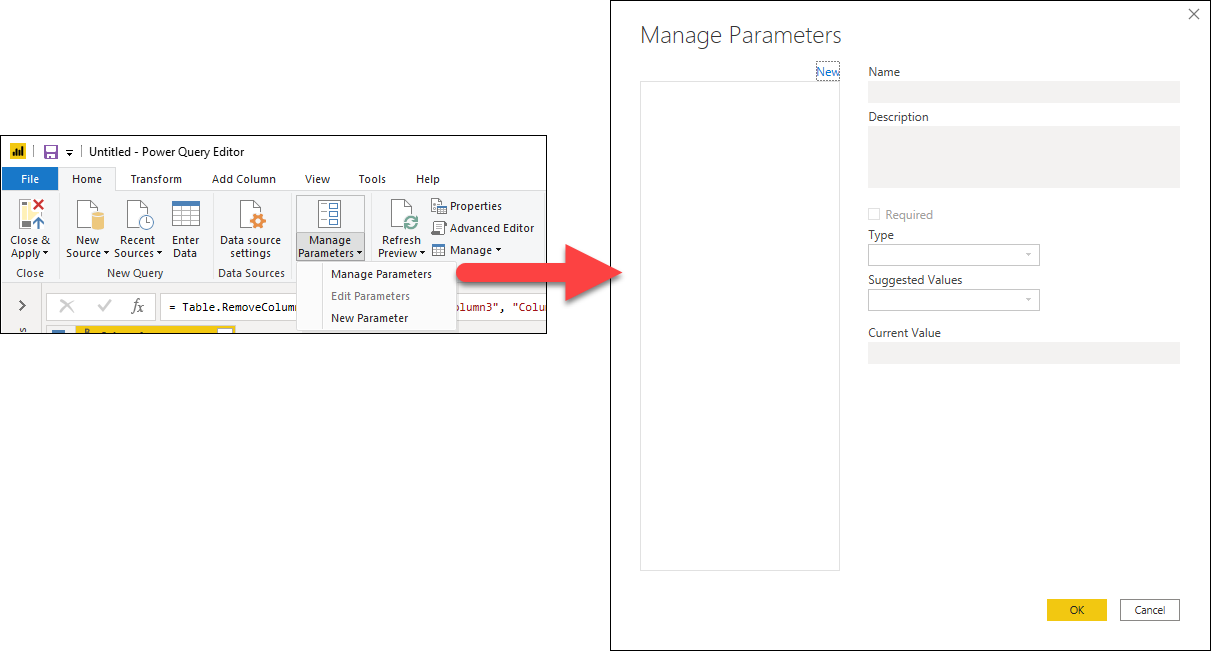 Untitled - Power Query Editor
File Home Transform Add Column View Tools Help
Close & Apply
New Source
Recent Sources
Enter Data
Data source settings
Manage Parameters
Refresh Preview
Properties
Advanced Editor
Manage
Close
New Query
Data Sources
Manage Parameters
Edit Parameters
New Parameter
fx
= Table.RemoveColum
olumn3", "Colu
Manage Parameters
New
Name
Description
Required
Type
Suggested Values
Current Value
OK
Cancel